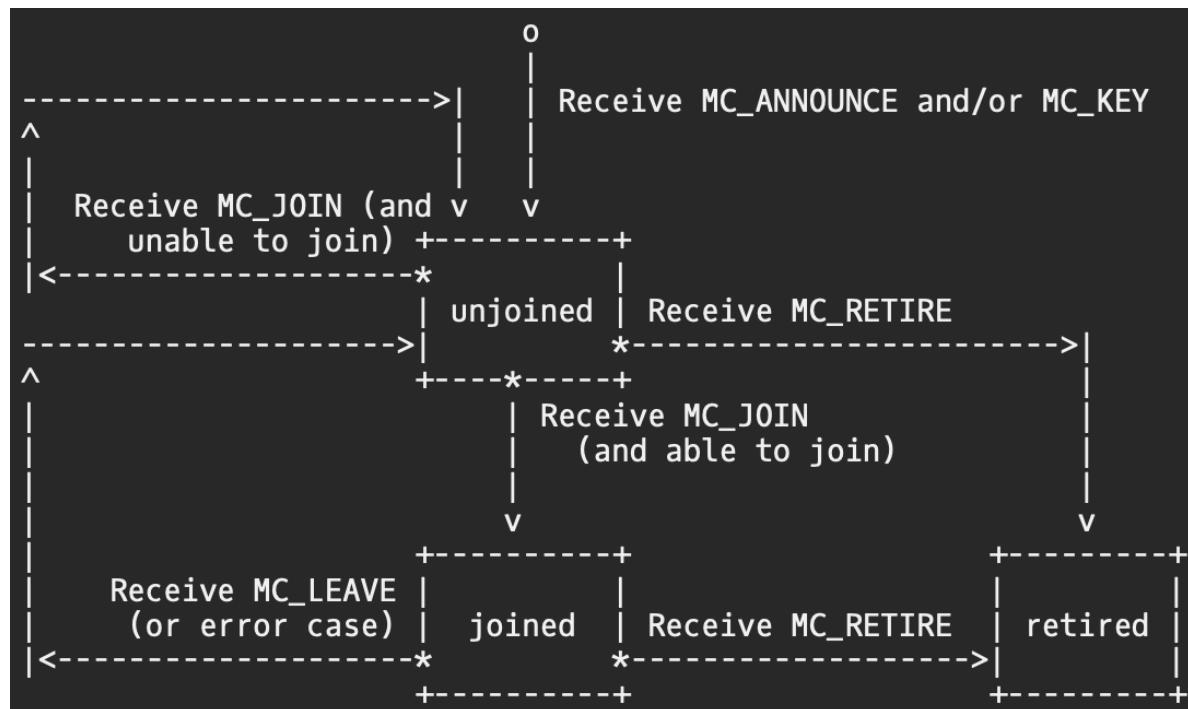 o
|
----------------------->|   | Receive MC_ANNOUNCE and/or MC_KEY
^                       |   |
|                       |   |
|  Receive MC_JOIN (and v   v
|     unable to join) +----------+
|<--------------------*          |
                      | unjoined | Receive MC_RETIRE
--------------------->|          *------------------------->|
^                     +----*-----+                          |
|                          | Receive MC_JOIN                |
|                          |   (and able to join)           |
|                          |                                |
|                          v                                v
|                     +----------+                    +---------+
|    Receive MC_LEAVE |          |                    |         |
|     (or error case) |  joined  | Receive MC_RETIRE  | retired |
|<--------------------*          *------------------->|         |
                      +----------+                    +---------+